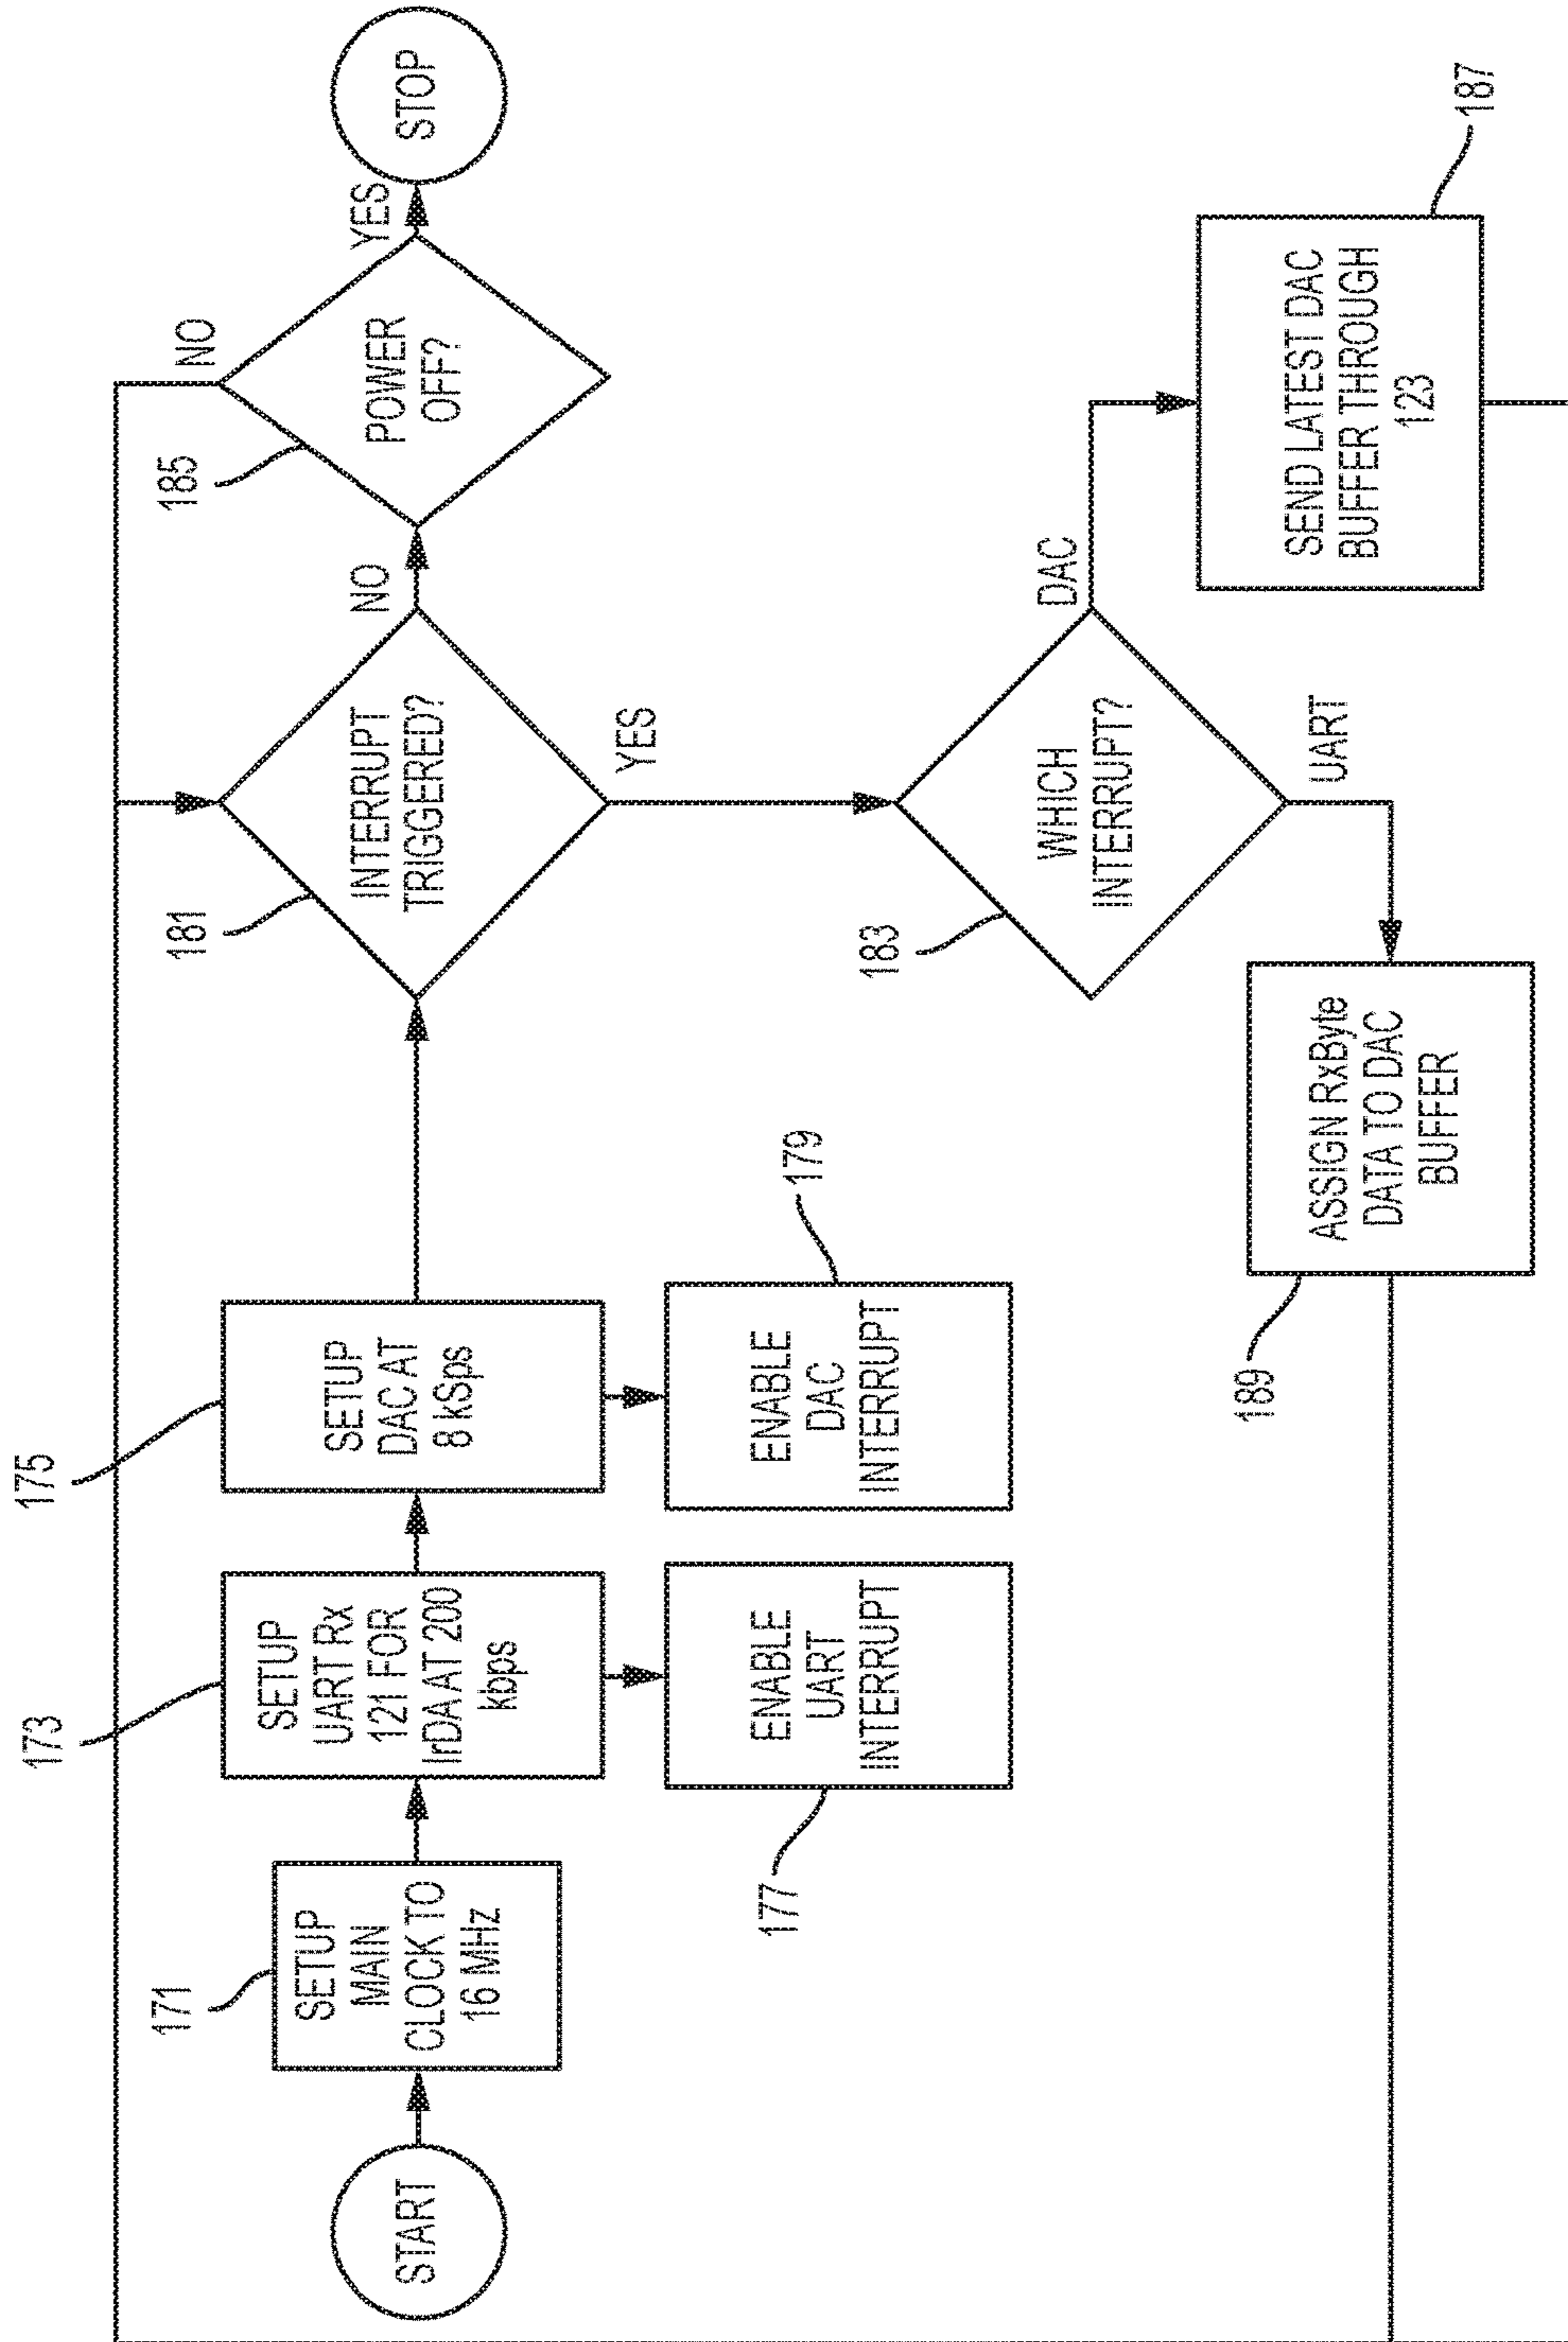 START
171
SETUP
MAIN
CLOCK TO
16 MHz
173
SETUP
UART Rx
121 FOR
IrDA AT 200
kbps
175
SETUP
DAC AT
8 kSps
177
ENABLE
UART
INTERRUPT
179
ENABLE
DAC
INTERRUPT
181
INTERRUPT
TRIGGERED?
NO
YES
185
POWER
OFF?
NO
YES
STOP
183
WHICH
INTERRUPT?
DAC
UART
187
SEND LATEST DAC
BUFFER THROUGH
123
189
ASSIGN RxByte
DATA TO DAC
BUFFER